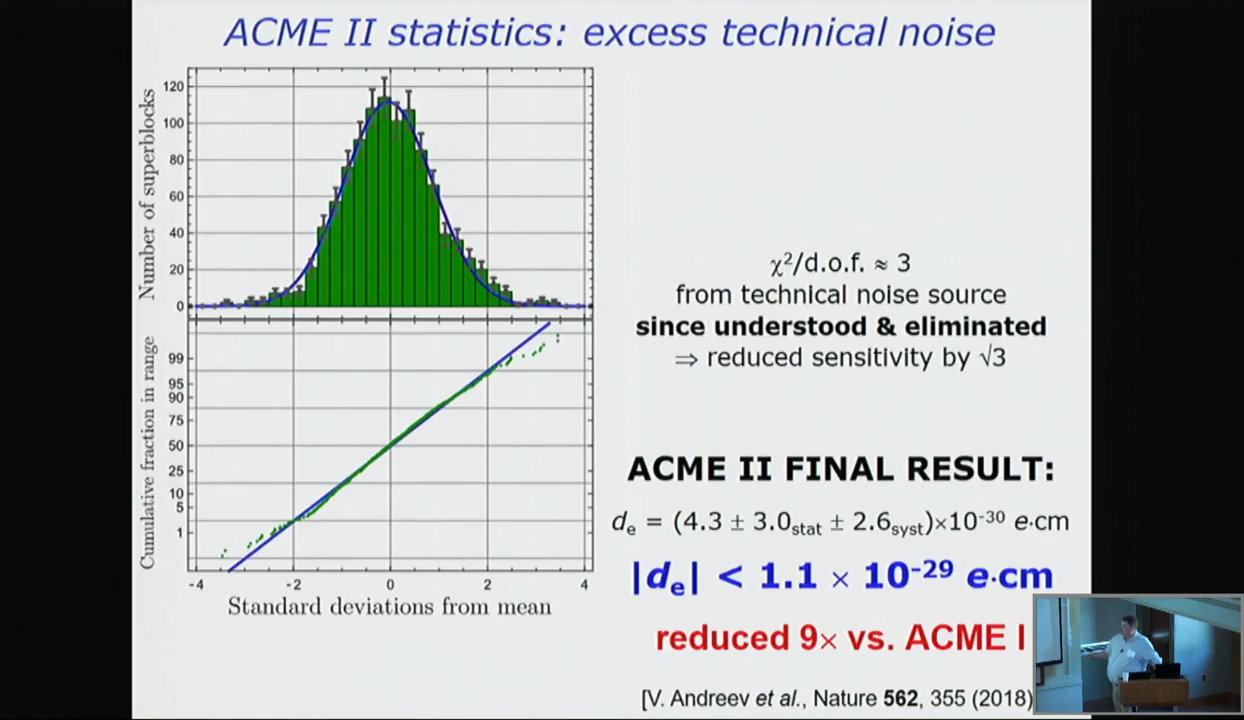 ACME II statistics: excess technical noise
Number of superblocks
120
100
80
60
40
20
0
Cumulative fraction in range
99
95
90
75
50
25
10
5
1
-4
-2
0
2
4
Standard deviations from mean
χ²/d.o.f. ≈ 3
from technical noise source
since understood & eliminated
⇒ reduced sensitivity by √3
ACME II FINAL RESULT:
dₑ = (4.3 ± 3.0stat ± 2.6syst)×10⁻³⁰ e·cm
|dₑ| < 1.1 × 10⁻²⁹ e·cm
reduced 9× vs. ACME I
[V. Andreev et al., Nature 562, 355 (2018)